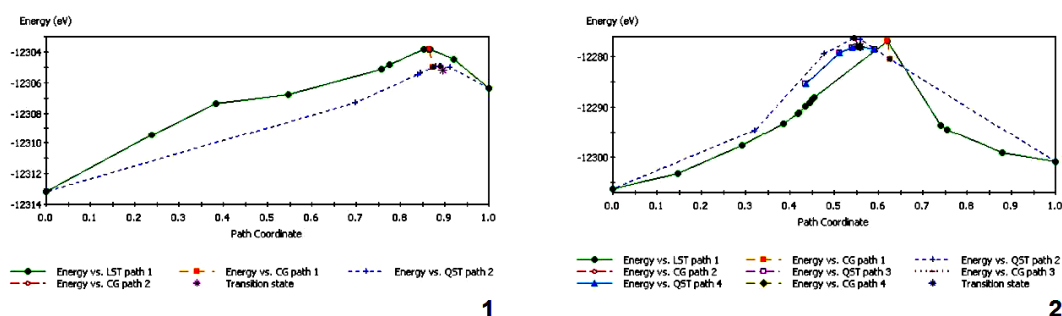 Energy (eV)
-12304
-12306
-12308
-12310
-12312
-12314
0.0 0.1 0.2 0.3 0.4 0.5 0.6 0.7 0.8 0.9 1.0
Path Coordinate
Energy vs. LST path 1 Energy vs. CG path 1 Energy vs. QST path 2
Energy vs. CG path 2 Transition state
1
Energy (eV)
-12280
-12290
-12300
0.0 0.1 0.2 0.3 0.4 0.5 0.6 0.7 0.8 0.9 1.0
Path Coordinate
Energy vs. LST path 1 Energy vs. CG path 1 Energy vs. QST path 2
Energy vs. CG path 2 Energy vs. QST path 3 Energy vs. CG path 3
Energy vs. QST path 4 Energy vs. CG path 4 Transition state
2